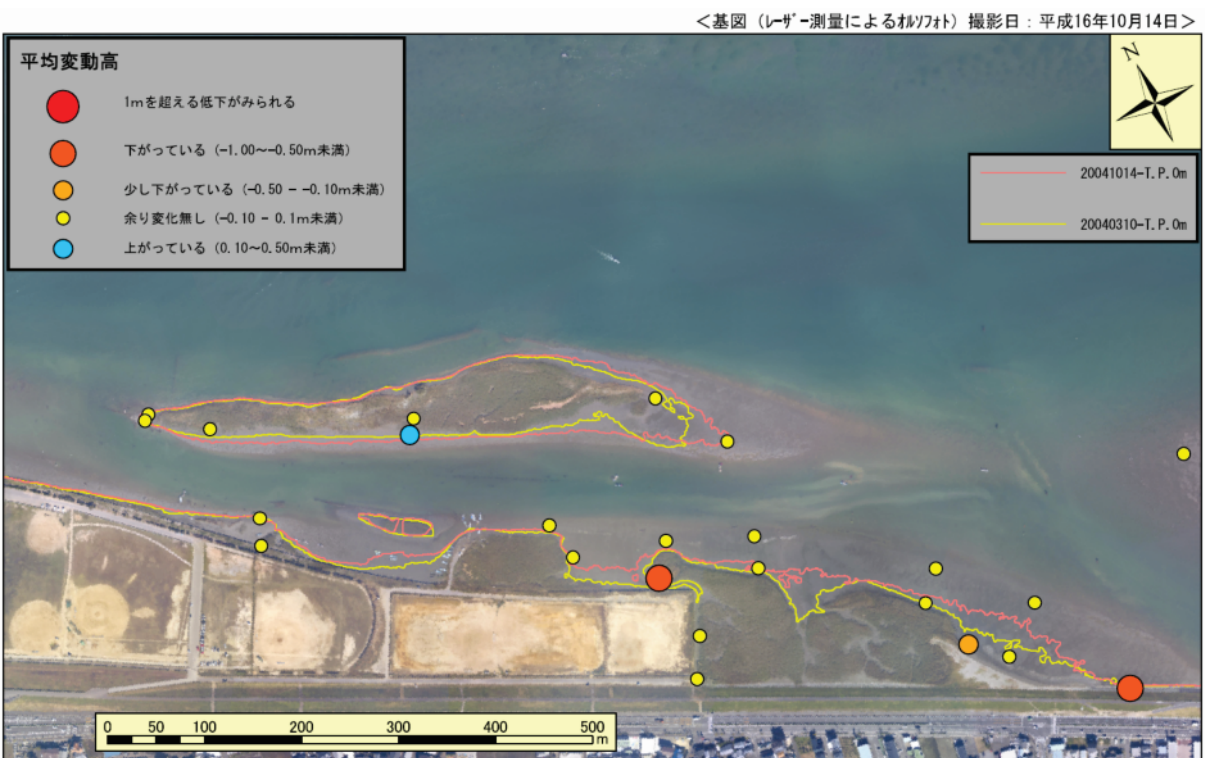 ＜基図（ﾚｰｻﾞｰ測量によるｵﾙｿﾌｫﾄ）撮影日：平成16年10月14日＞
平均変動高
1mを超える低下がみられる
下がっている（-1.00～-0.50m未満）
少し下がっている（-0.50 - -0.10m未満）
余り変化無し（-0.10 - 0.1m未満）
上がっている（0.10～0.50m未満）
N
20041014-T.P.0m
20040310-T.P.0m
0 50 100 200 300 400 500
m